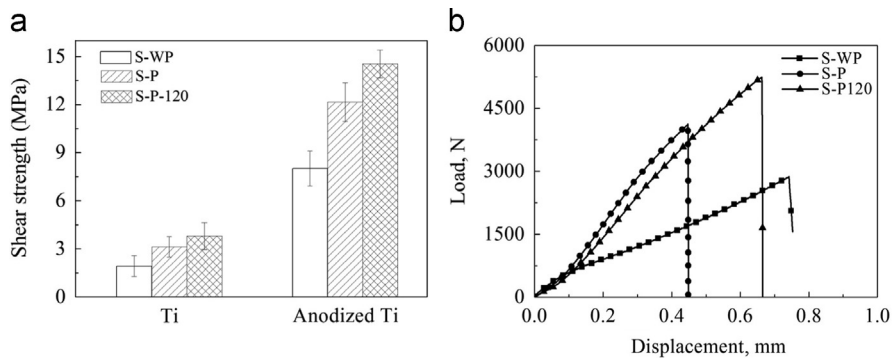 a
15
12
9
6
3
0
Shear strength (MPa)
S-WP
S-P
S-P-120
Ti
Anodized Ti
b
6000
4500
3000
1500
0
Load, N
S-WP
S-P
S-P120
0.0 0.2 0.4 0.6 0.8 1.0
Displacement, mm